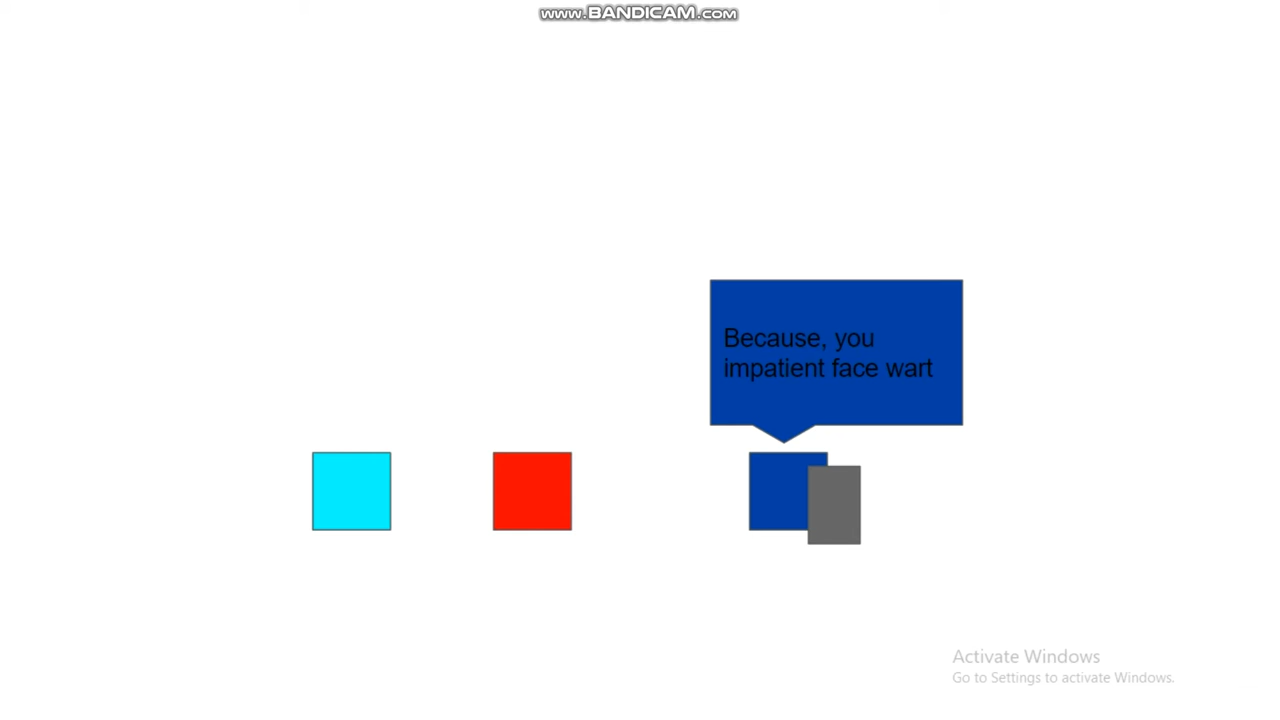 www.BANDICAM.com
Because, you
impatient face wart
Activate Windows
Go to Settings to activate Windows.